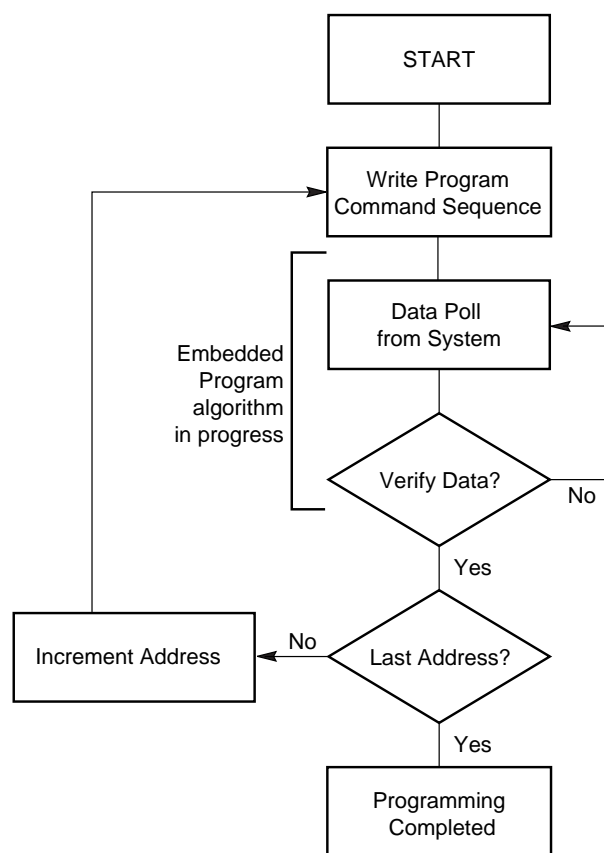 START
Write Program
Command Sequence
Data Poll
from System
Embedded
Program
algorithm
in progress
Verify Data?
No
Yes
Last Address?
No
Increment Address
Yes
Programming
Completed